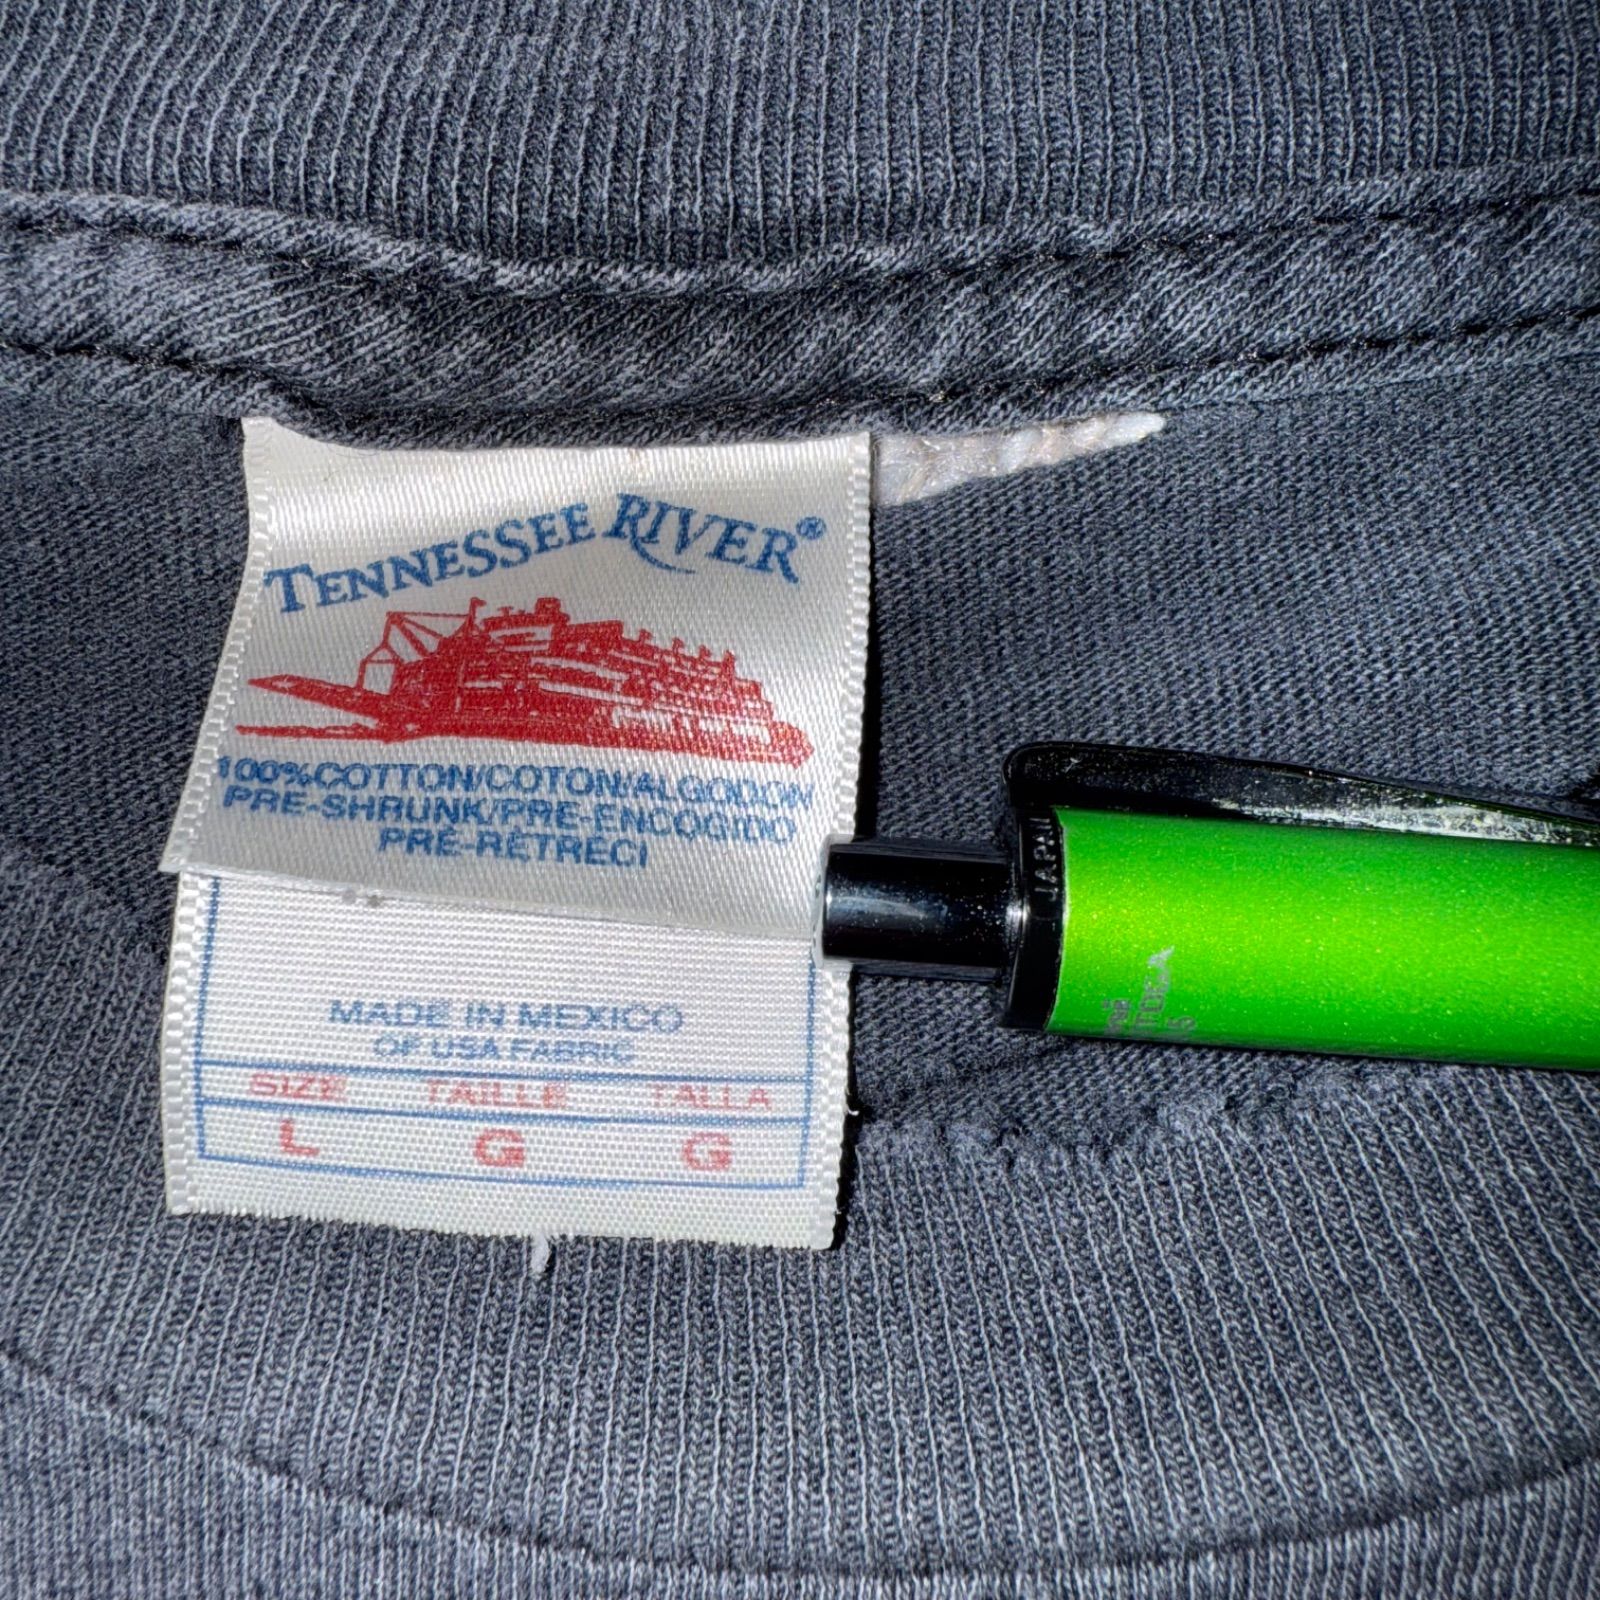 TENNESSEE RIVER®
100% COTTON/COTON/ALGODON
PRE-SHRUNK/PRE-ENCOGIDO
PRÉ-RÉTRÉCI
MADE IN MEXICO
OF USA FABRIC
SIZE TAILLE TALLA
L G G
JAPAN